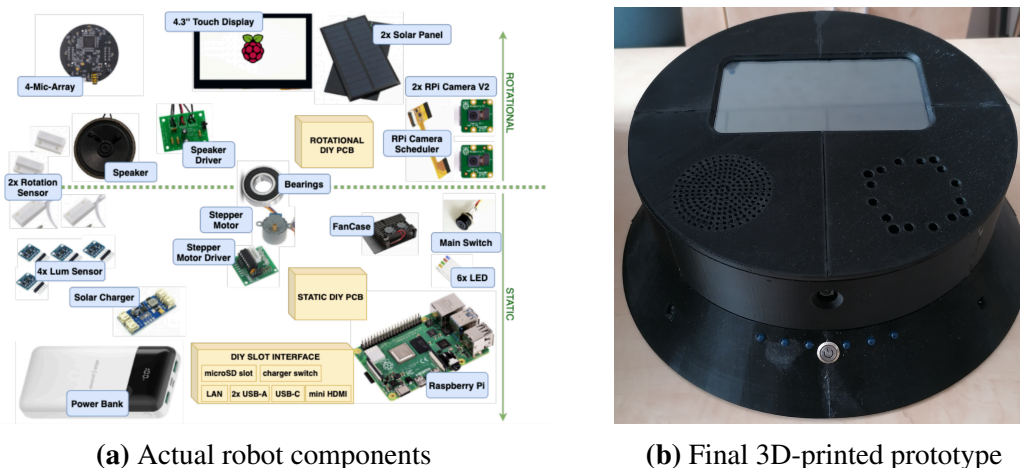 4.3" Touch Display
2x Solar Panel
4-Mic-Array
2x RPi Camera V2
ROTATIONAL
ROTATIONAL
DIY PCB
RPi Camera
Scheduler
Speaker
Driver
Speaker
Bearings
2x Rotation
Sensor
Stepper
Motor
FanCase
Main Switch
Stepper
Motor Driver
4x Lum Sensor
6x LED
STATIC DIY PCB
Solar Charger
STATIC
DIY SLOT INTERFACE
microSD slot
charger switch
LAN
2x USB-A
USB-C
mini HDMI
Raspberry Pi
Power Bank
(a) Actual robot components
(b) Final 3D-printed prototype